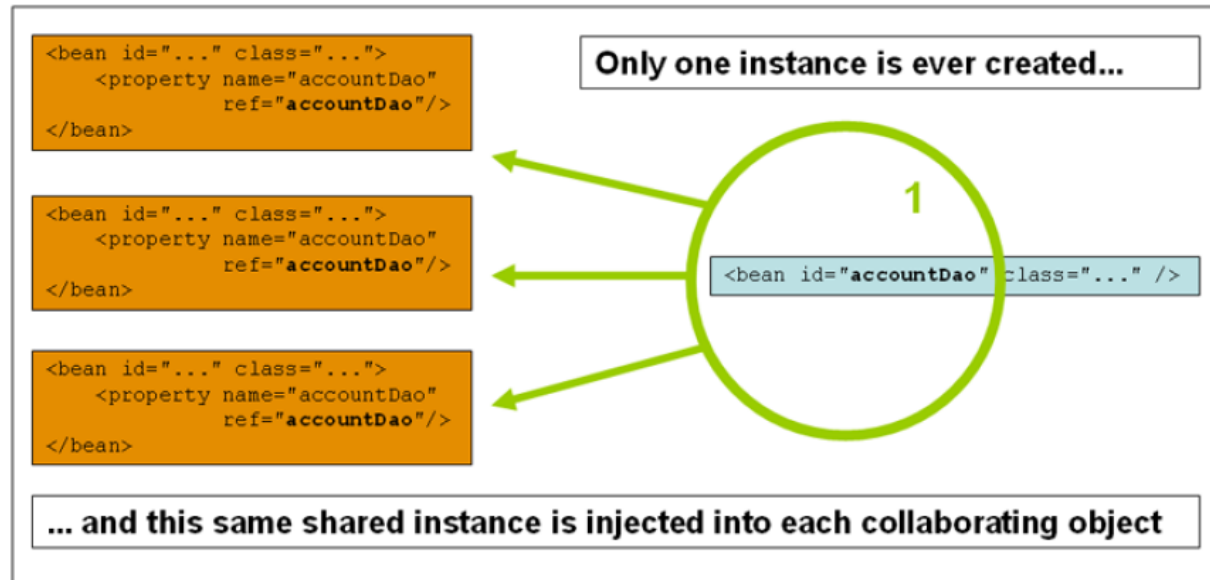 <bean id="..." class="...">
    <property name="accountDao"
              ref="accountDao"/>
</bean>
Only one instance is ever created...
<bean id="..." class="...">
    <property name="accountDao"
              ref="accountDao"/>
</bean>
1
<bean id="accountDao" class="..." />
<bean id="..." class="...">
    <property name="accountDao"
              ref="accountDao"/>
</bean>
... and this same shared instance is injected into each collaborating object